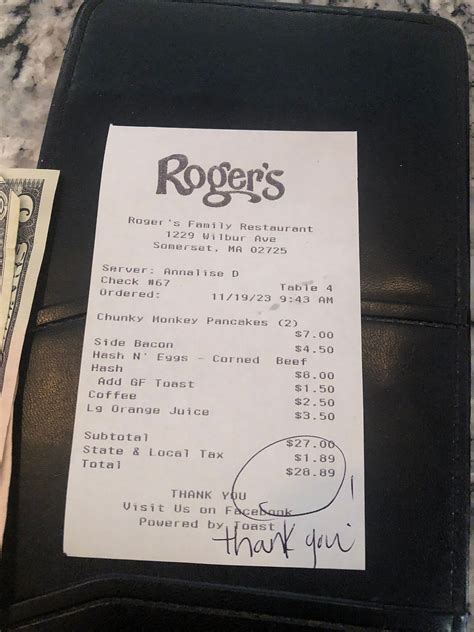 Roger's
Roger's Family Restaurant
1229 Wilbur Ave
Somerset, MA 02725
Server: Annalise D
Check #67 Table 4
Ordered: 11/19/23 9:43 AM
Chunky Monkey Pancakes (2)
$7.00
Side Bacon $4.50
Hash N' Eggs - Corned Beef
Hash $8.00
Add GF Toast $1.50
Coffee $2.50
Lg Orange Juice $3.50
Subtotal $27.00
State & Local Tax $1.89
Total $28.89
THANK YOU
Visit Us on Facebook
Powered by Toast
thank you!